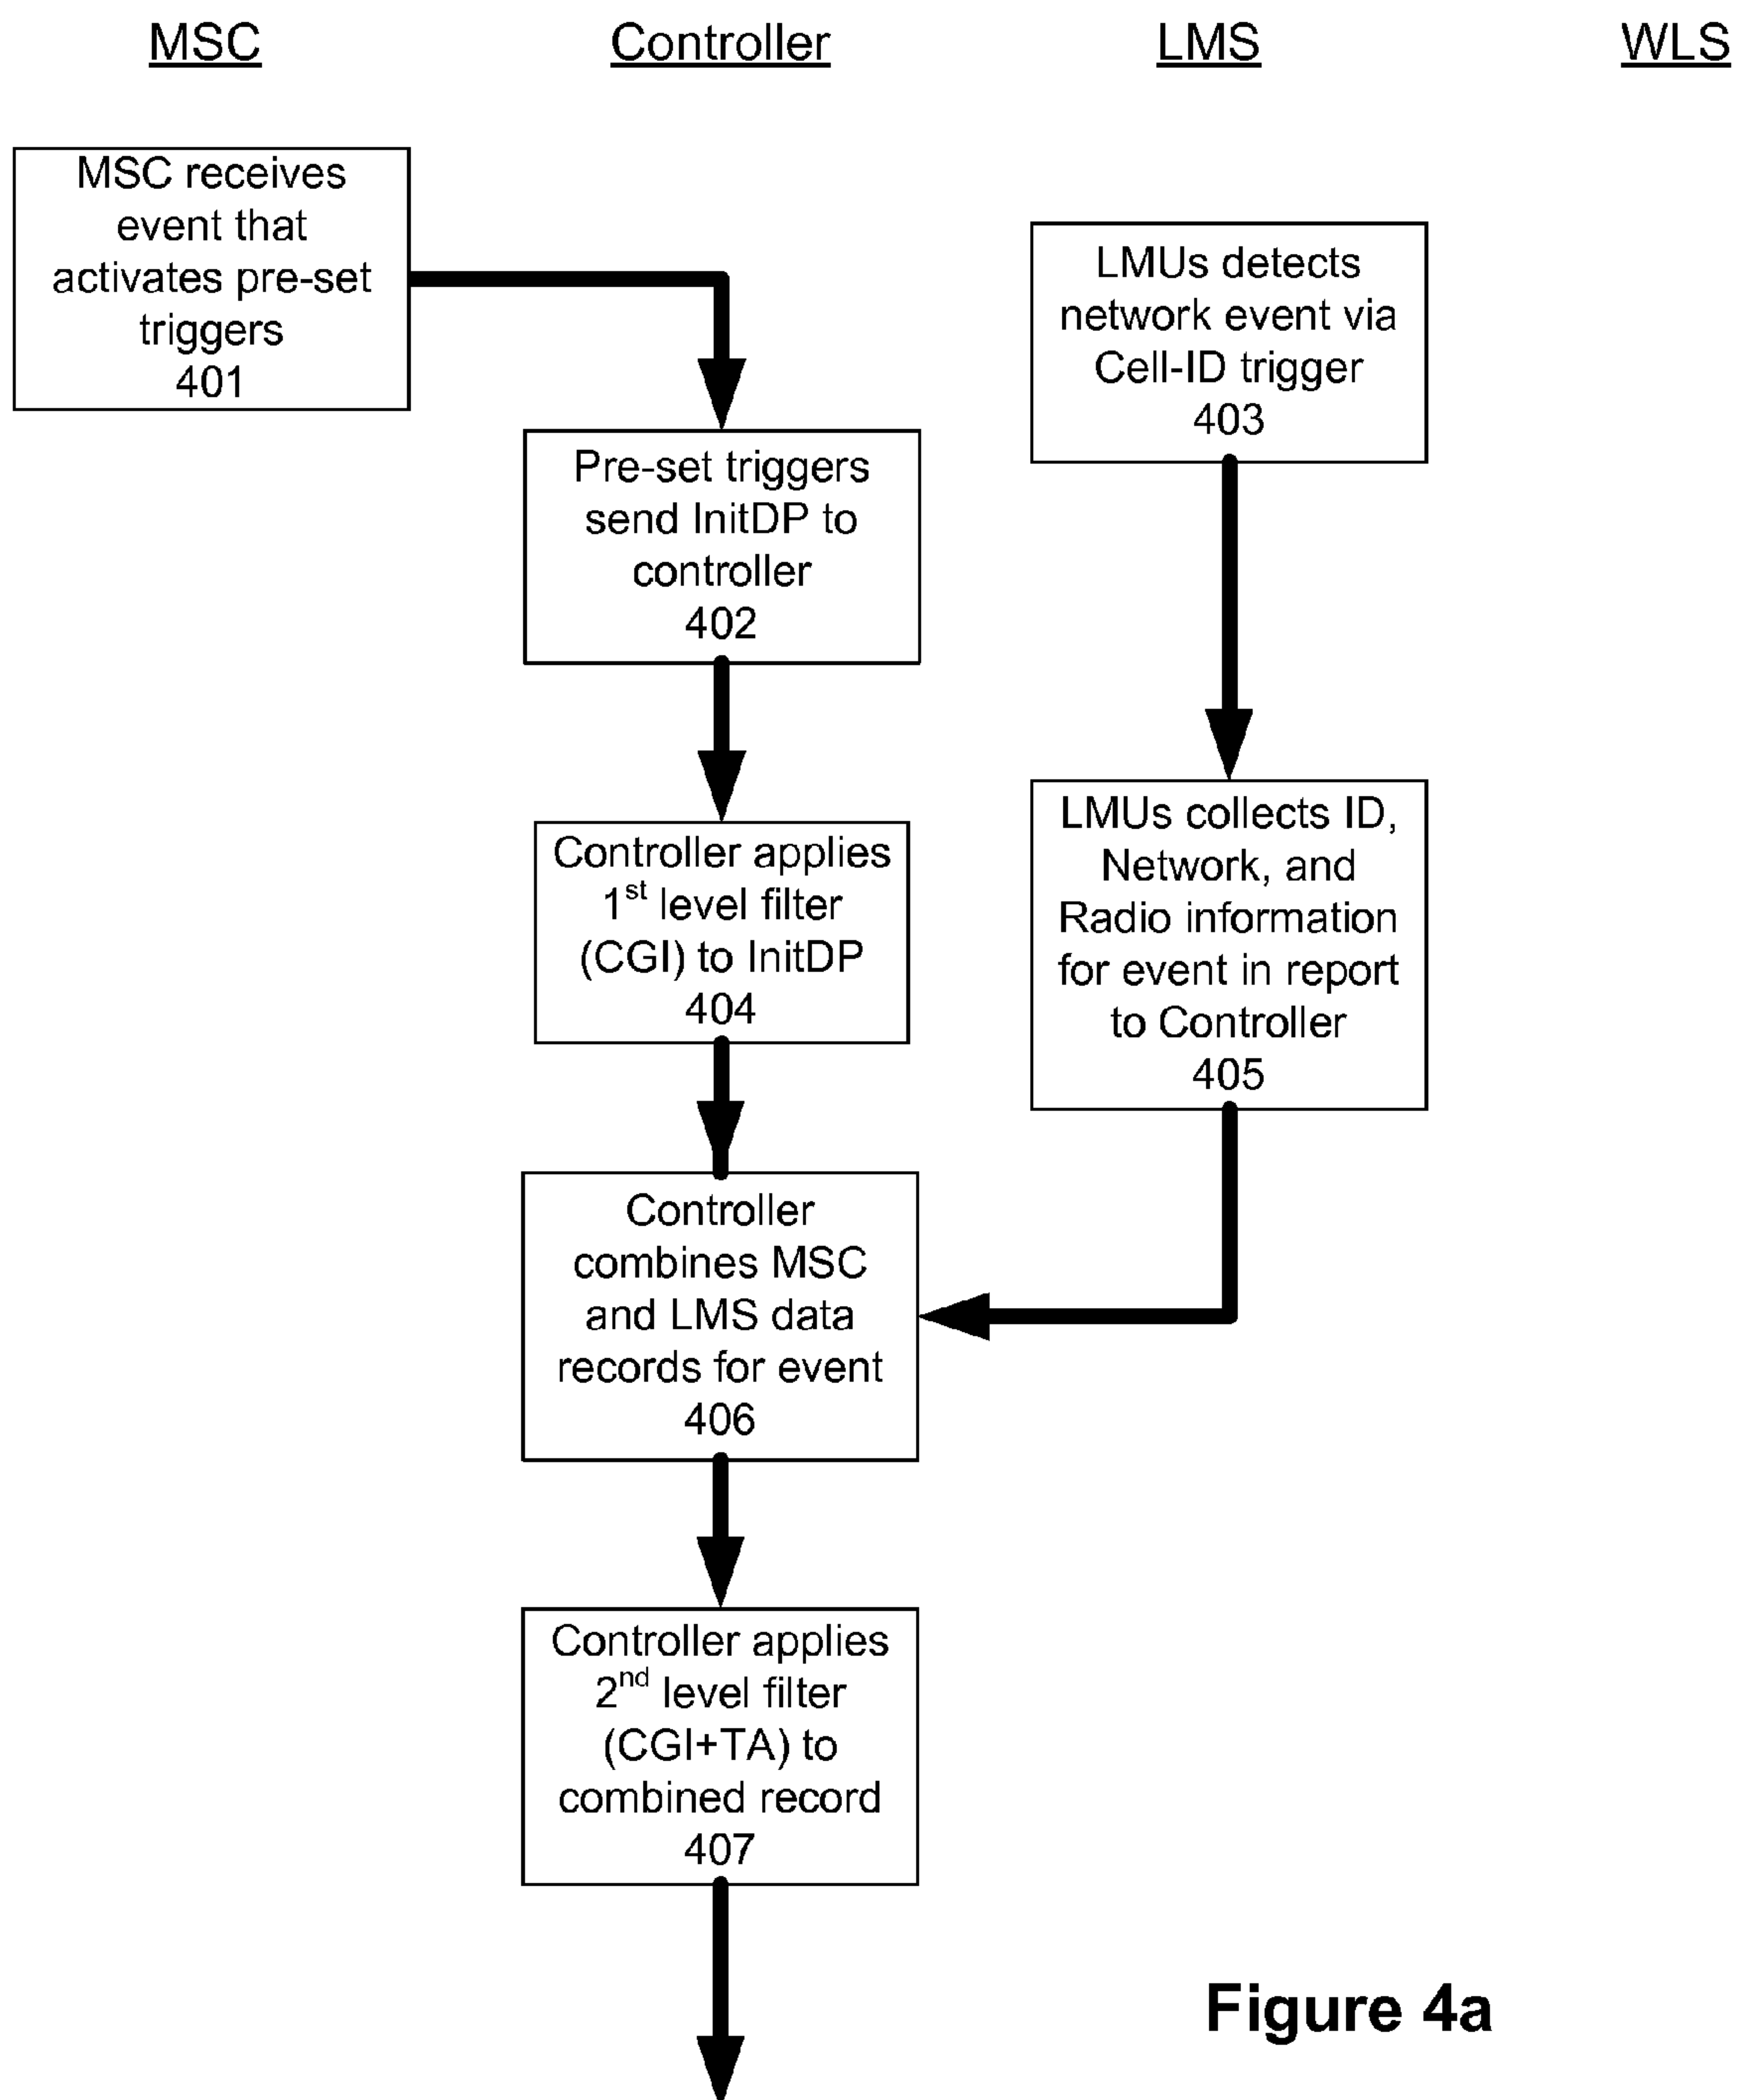 MSC
Controller
LMS
WLS
MSC receives
event that
activates pre-set
triggers
401
LMUs detects
network event via
Cell-ID trigger
403
Pre-set triggers
send InitDP to
controller
402
LMUs collects ID,
Network, and
Radio information
for event in report
to Controller
405
Controller applies
1st level filter
(CGI) to InitDP
404
Controller
combines MSC
and LMS data
records for event
406
Controller applies
2nd level filter
(CGI+TA) to
combined record
407
Figure 4a